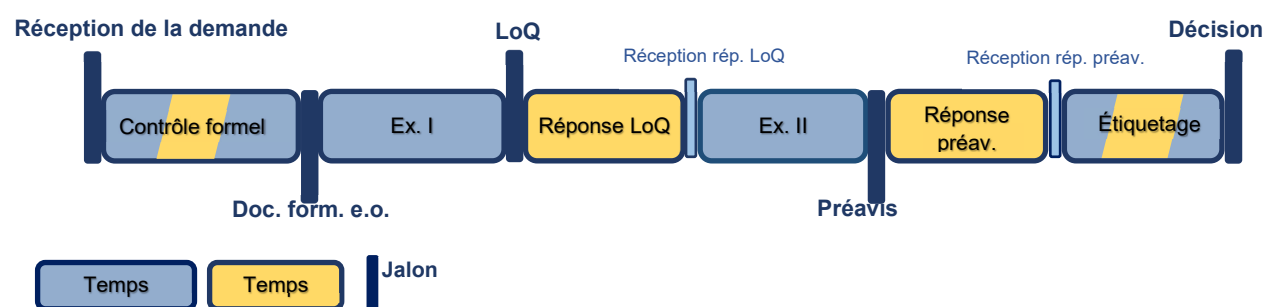 Réception de la demande
LoQ
Décision
Réception rép. LoQ
Réception rép. préav.
Contrôle formel
Ex. I
Réponse LoQ
Ex. II
Réponse
préav.
Étiquetage
Doc. form. e.o.
Préavis
Temps
Temps
Jalon